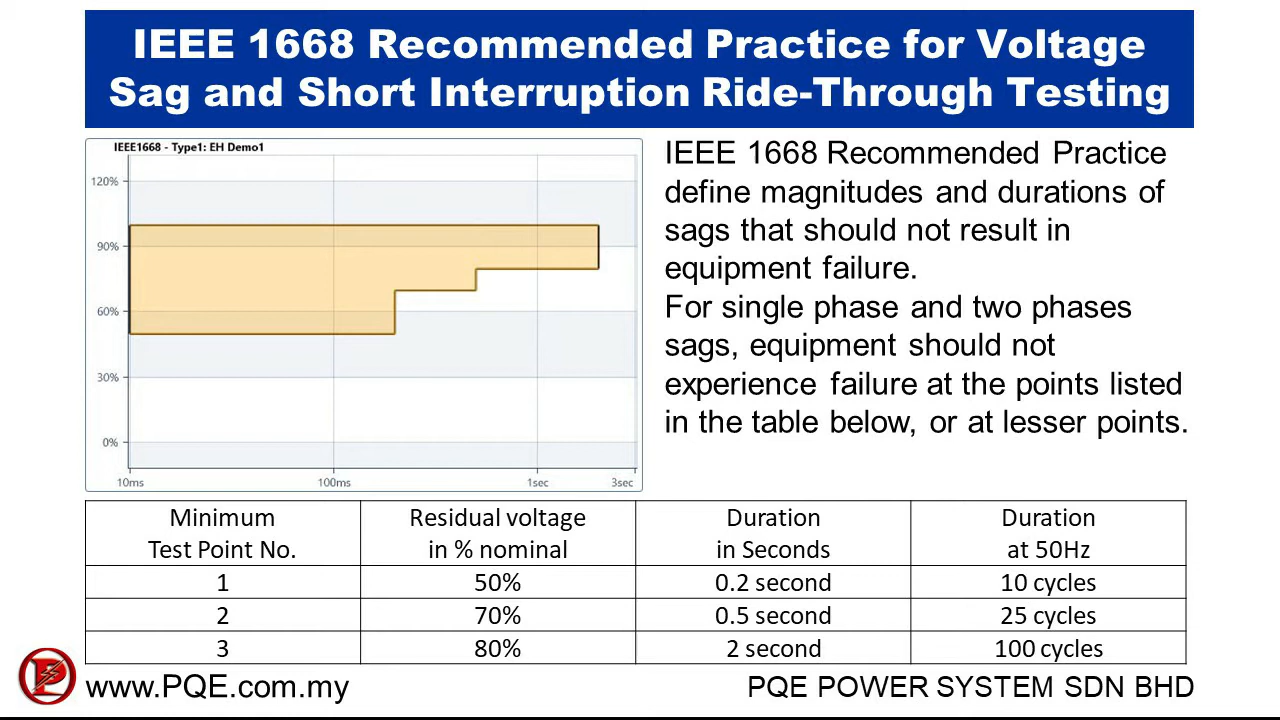 IEEE 1668 Recommended Practice for Voltage
Sag and Short Interruption Ride-Through Testing
IEEE1668 - Type1: EH Demo1
120%
90%
60%
30%
0%
10ms 100ms 1sec 3sec
IEEE 1668 Recommended Practice
define magnitudes and durations of
sags that should not result in
equipment failure.
For single phase and two phases
sags, equipment should not
experience failure at the points listed
in the table below, or at lesser points.
Minimum Residual voltage Duration Duration
Test Point No. in % nominal in Seconds at 50Hz
1 50% 0.2 second 10 cycles
2 70% 0.5 second 25 cycles
3 80% 2 second 100 cycles
www.PQE.com.my PQE POWER SYSTEM SDN BHD